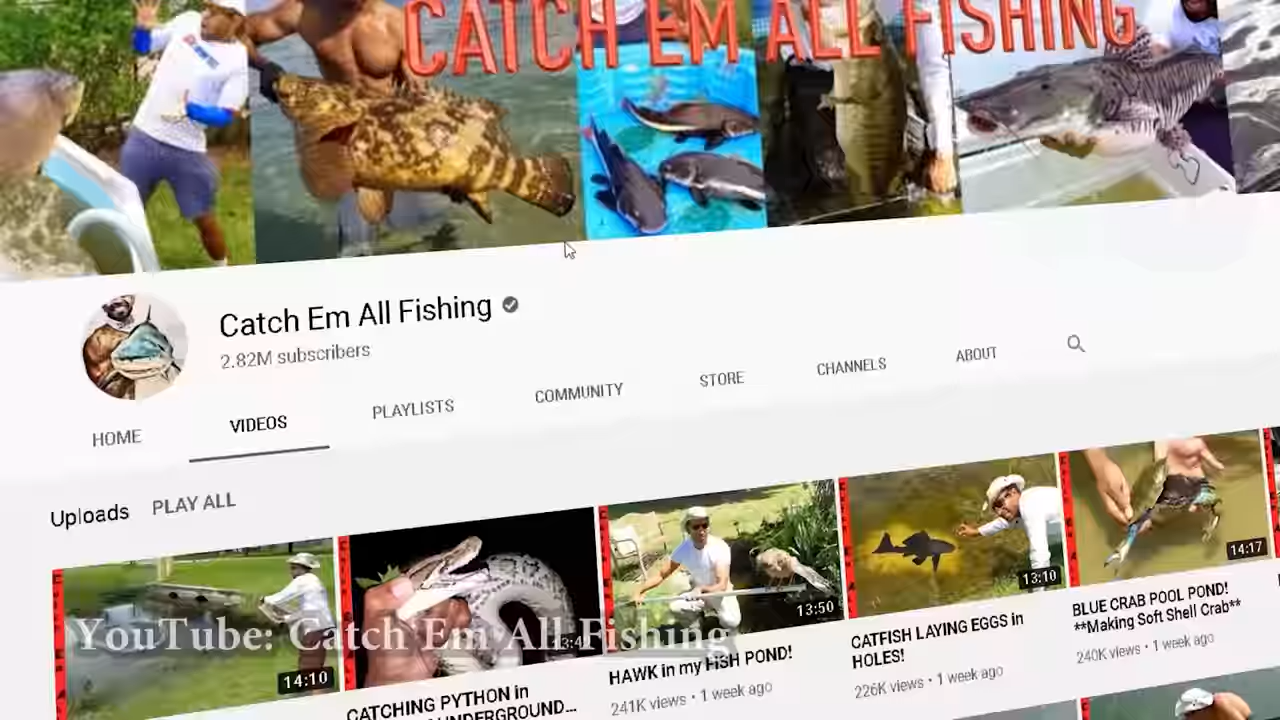 CATCH EM ALL FISHING
Catch Em All Fishing
2.82M subscribers
HOME
VIDEOS
PLAYLISTS
COMMUNITY
STORE
CHANNELS
ABOUT
Uploads
PLAY ALL
14:10
13:50
13:10
14:17
CATCHING PYTHON in
UNDERGROUND...
HAWK in my FISH POND!
241K views • 1 week ago
CATFISH LAYING EGGS in
HOLES!
226K views • 1 week ago
BLUE CRAB POOL POND!
**Making Soft Shell Crab**
240K views • 1 week ago
YouTube: Catch Em All Fishing